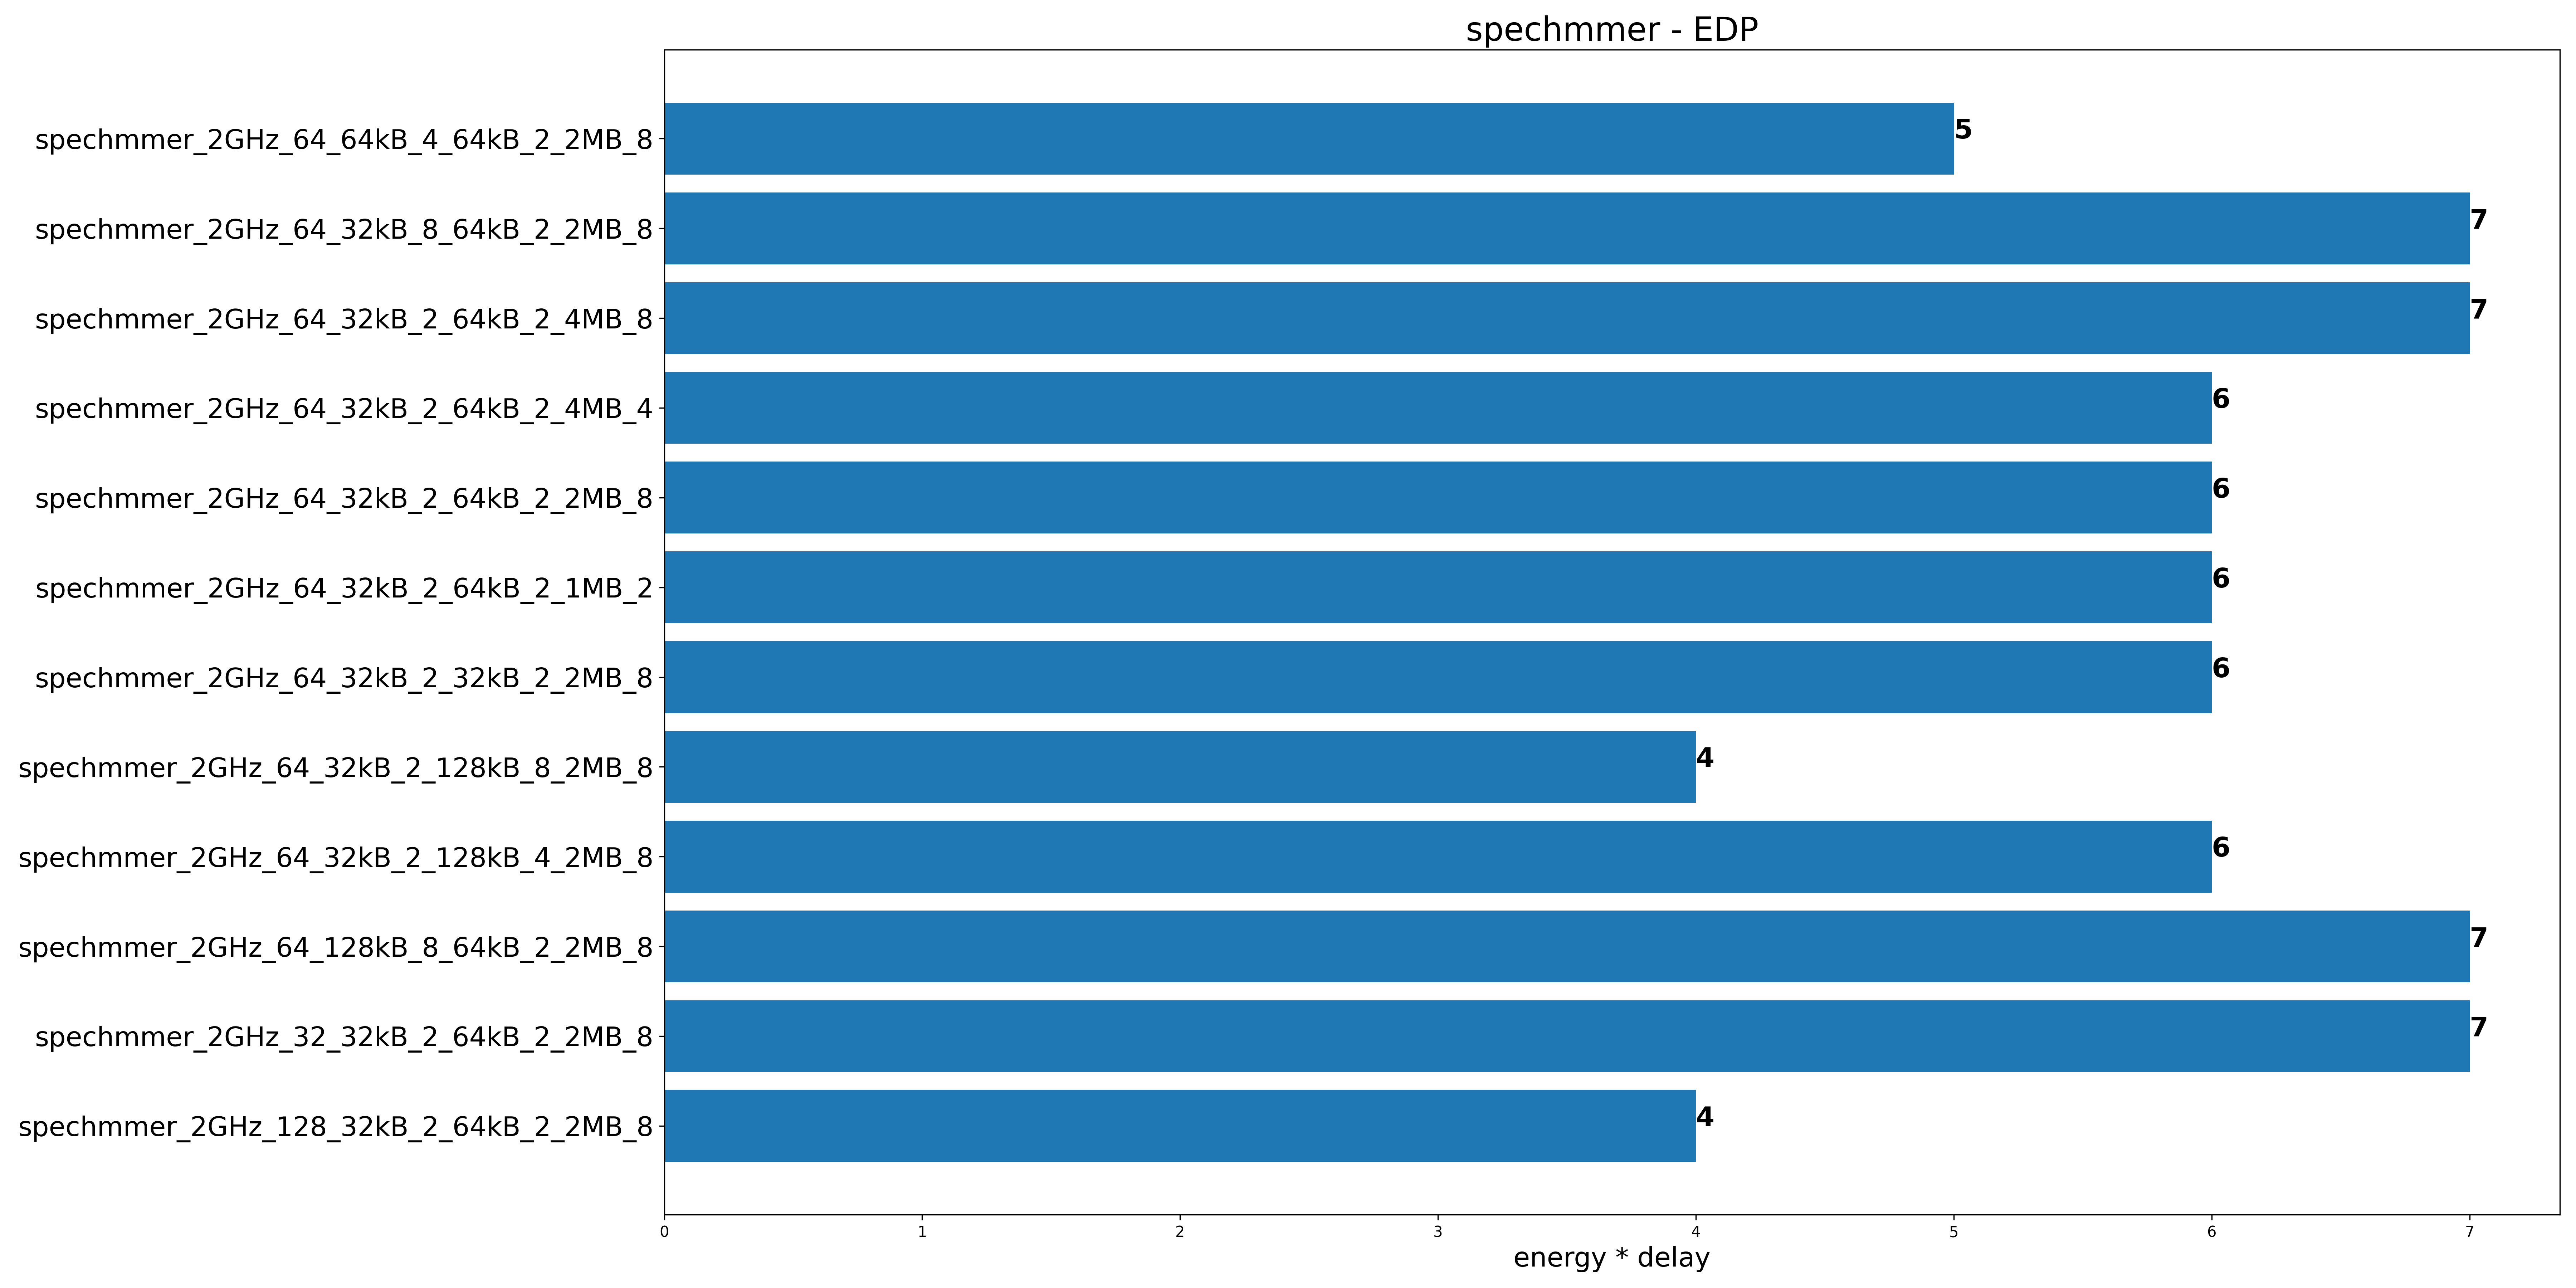 spechmmer - EDP
spechmmer_2GHz_64_64kB_4_64kB_2_2MB_8
5
spechmmer_2GHz_64_32kB_8_64kB_2_2MB_8
7
spechmmer_2GHz_64_32kB_2_64kB_2_4MB_8
7
spechmmer_2GHz_64_32kB_2_64kB_2_4MB_4
6
spechmmer_2GHz_64_32kB_2_64kB_2_2MB_8
6
spechmmer_2GHz_64_32kB_2_64kB_2_1MB_2
6
spechmmer_2GHz_64_32kB_2_32kB_2_2MB_8
6
spechmmer_2GHz_64_32kB_2_128kB_8_2MB_8
4
spechmmer_2GHz_64_32kB_2_128kB_4_2MB_8
6
spechmmer_2GHz_64_128kB_8_64kB_2_2MB_8
7
spechmmer_2GHz_32_32kB_2_64kB_2_2MB_8
7
spechmmer_2GHz_128_32kB_2_64kB_2_2MB_8
4
0 1 2 3 4 5 6 7
energy * delay